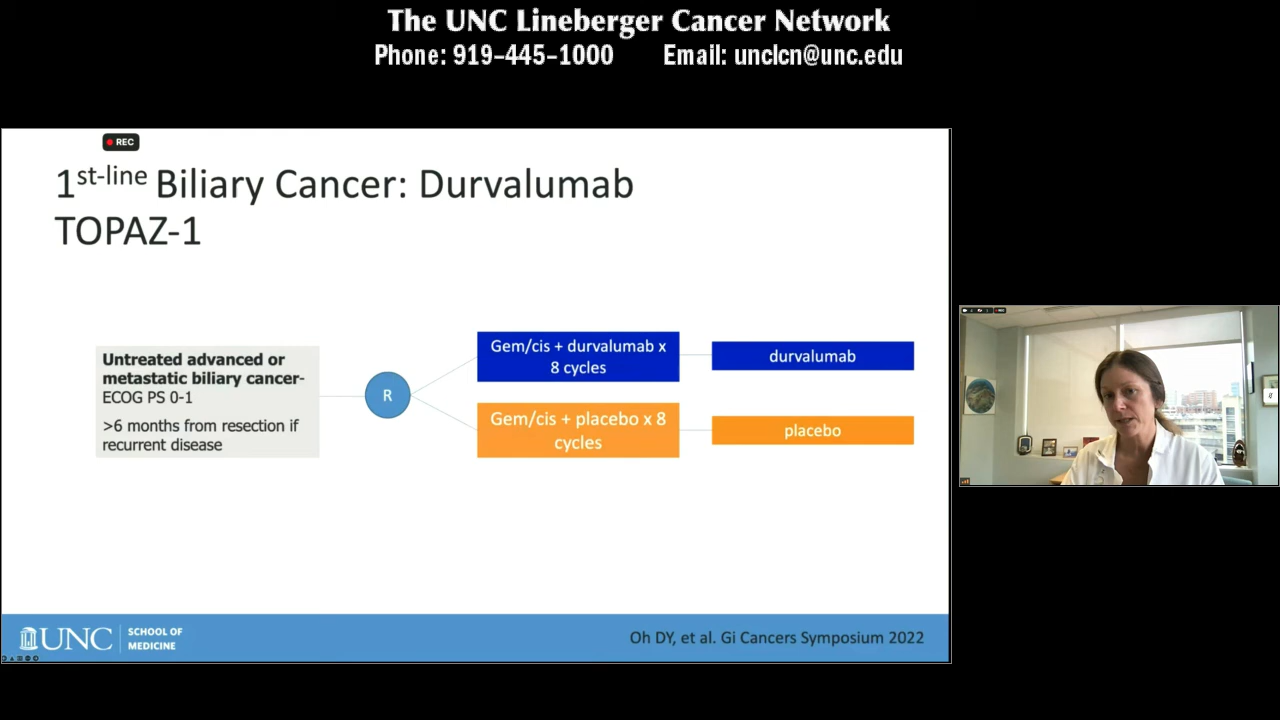 The UNC Lineberger Cancer Network
Phone: 919-445-1000 Email: unclcn@unc.edu
REC
1st-line Biliary Cancer: Durvalumab
TOPAZ-1
Untreated advanced or
metastatic biliary cancer-
ECOG PS 0-1
>6 months from resection if
recurrent disease
R
Gem/cis + durvalumab x
8 cycles
durvalumab
Gem/cis + placebo x 8
cycles
placebo
UNC
SCHOOL OF
MEDICINE
Oh DY, et al. Gi Cancers Symposium 2022